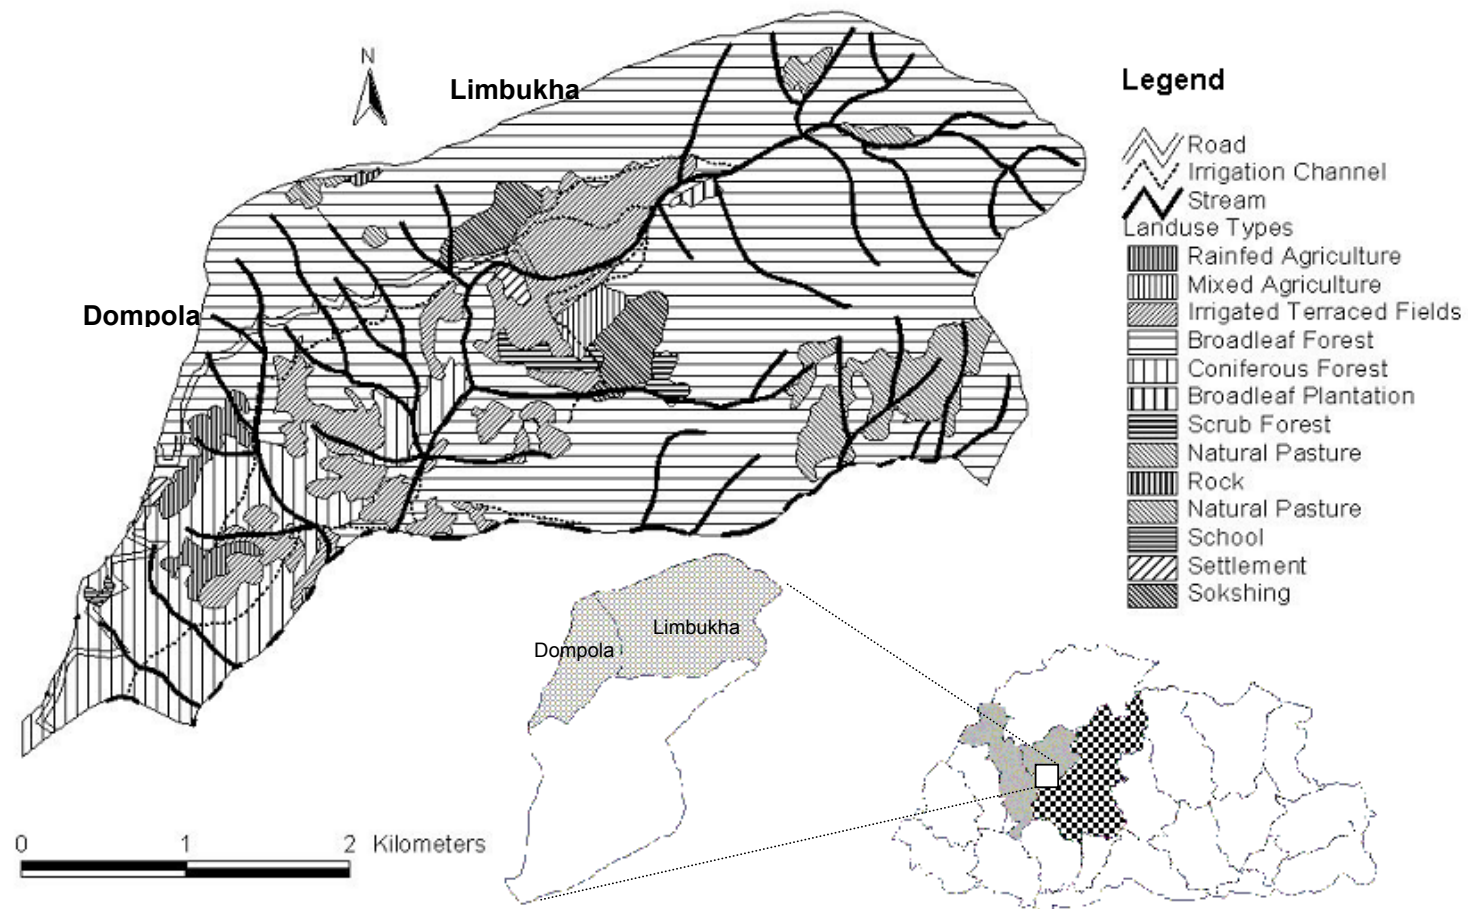 N
Limbukha
Dompola
Legend
Road
Irrigation Channel
Stream
Landuse Types
Rainfed Agriculture
Mixed Agriculture
Irrigated Terraced Fields
Broadleaf Forest
Coniferous Forest
Broadleaf Plantation
Scrub Forest
Natural Pasture
Rock
Natural Pasture
School
Settlement
Sokshing
Limbukha
Dompola
0 1 2 Kilometers